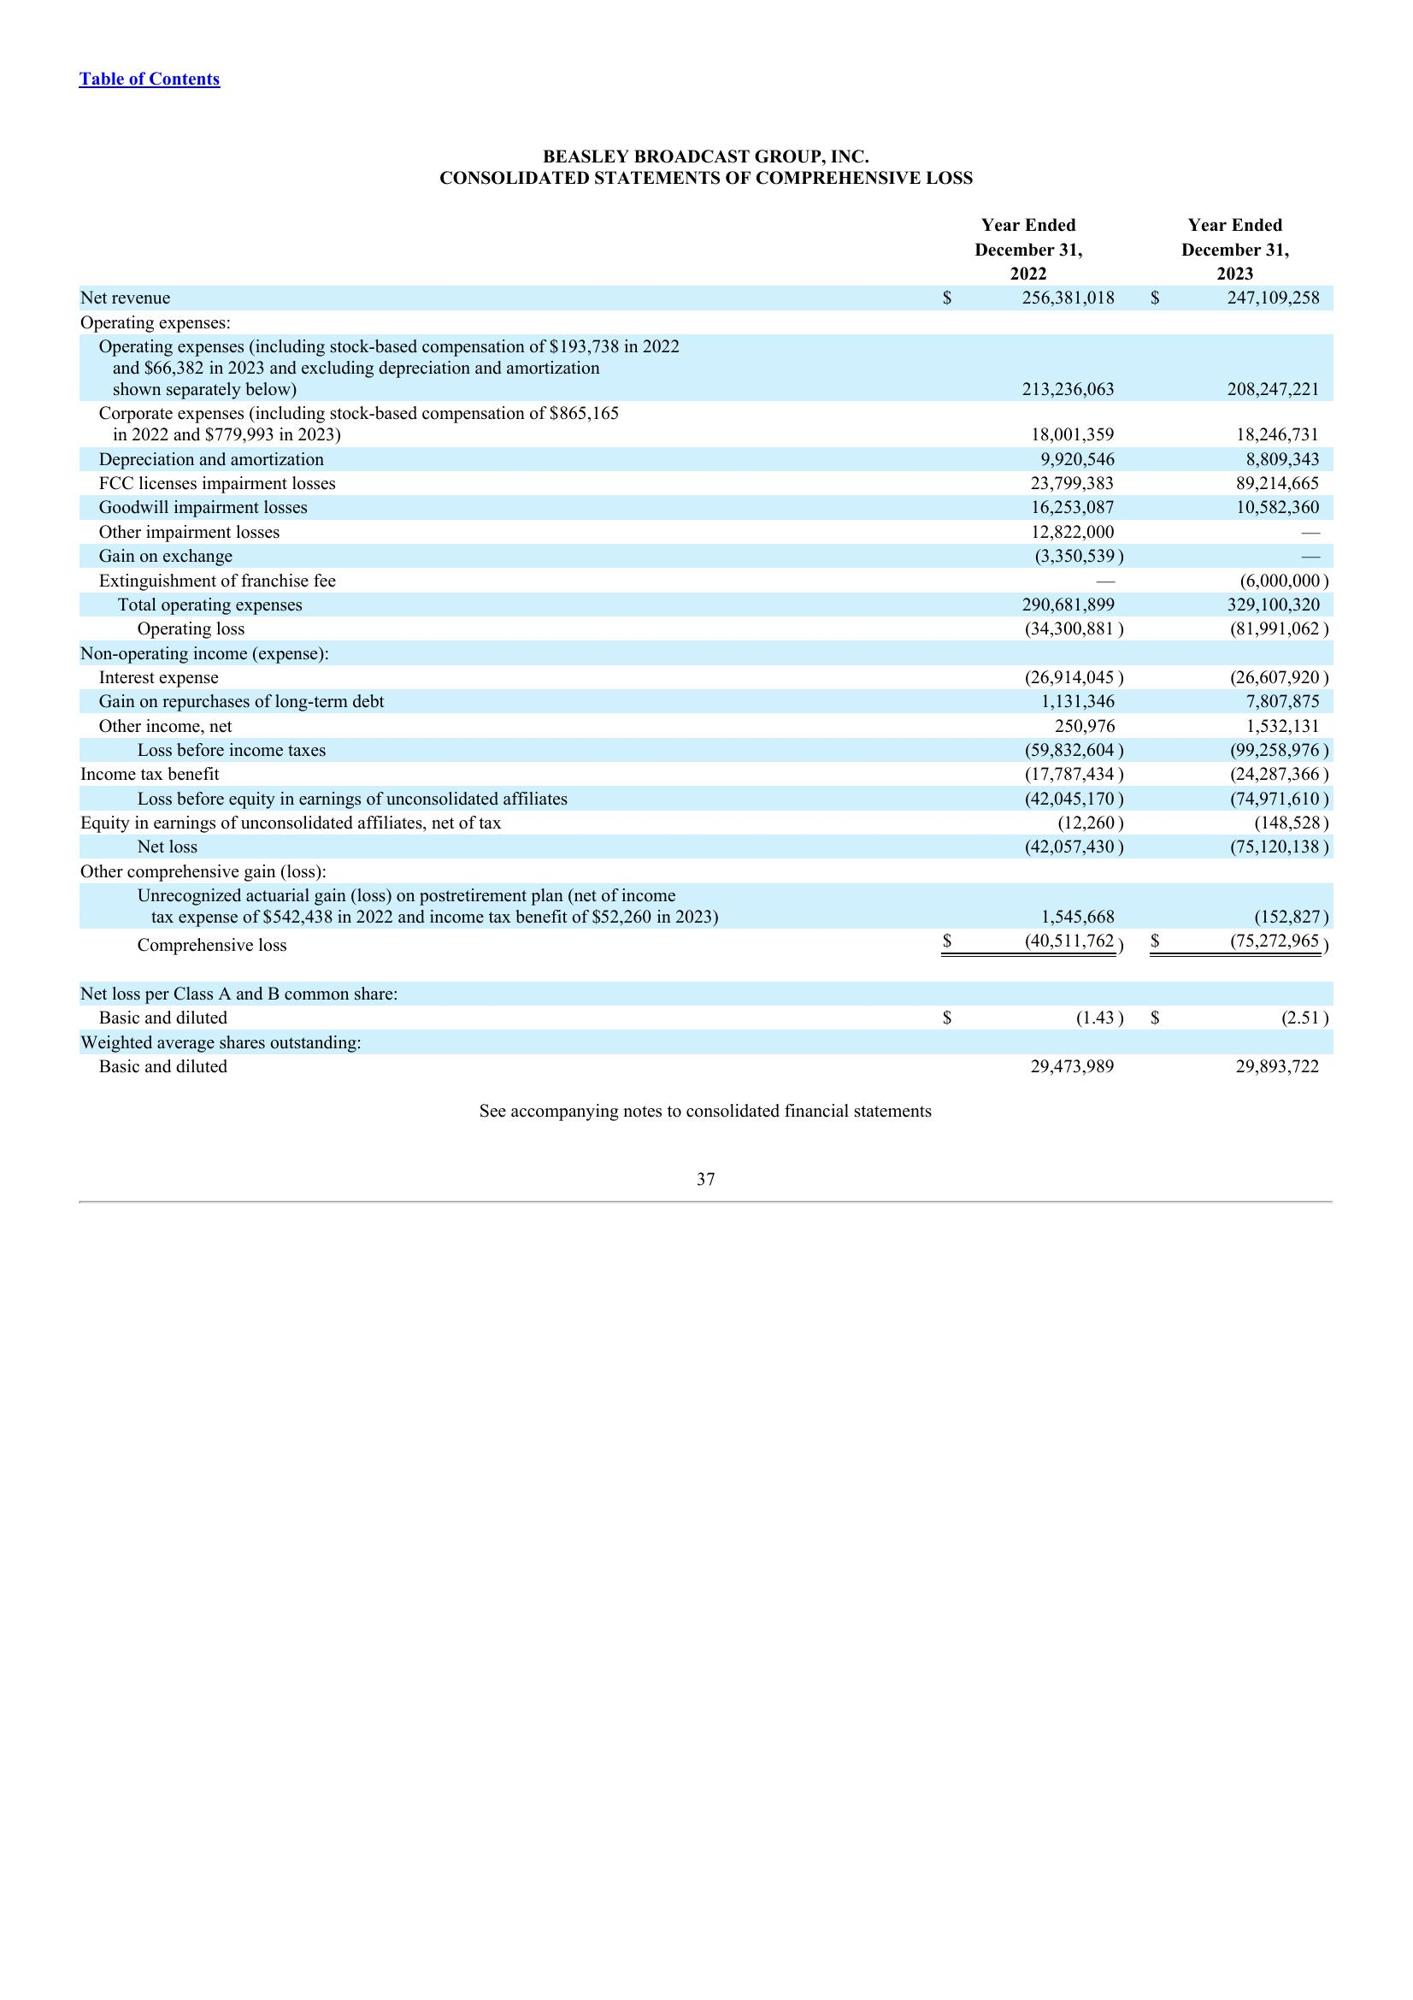 Table of Contents
BEASLEY BROADCAST GROUP, INC.
CONSOLIDATED STATEMENTS OF COMPREHENSIVE LOSS
Year Ended Year Ended
December 31, December 31,
2022 2023
Net revenue $ 256,381,018 $ 247,109,258
Operating expenses:
Operating expenses (including stock-based compensation of $193,738 in 2022
and $66,382 in 2023 and excluding depreciation and amortization
shown separately below) 213,236,063 208,247,221
Corporate expenses (including stock-based compensation of $865,165
in 2022 and $779,993 in 2023) 18,001,359 18,246,731
Depreciation and amortization 9,920,546 8,809,343
FCC licenses impairment losses 23,799,383 89,214,665
Goodwill impairment losses 16,253,087 10,582,360
Other impairment losses 12,822,000 —
Gain on exchange (3,350,539 ) —
Extinguishment of franchise fee — (6,000,000 )
Total operating expenses 290,681,899 329,100,320
Operating loss (34,300,881 ) (81,991,062 )
Non-operating income (expense):
Interest expense (26,914,045 ) (26,607,920 )
Gain on repurchases of long-term debt 1,131,346 7,807,875
Other income, net 250,976 1,532,131
Loss before income taxes (59,832,604 ) (99,258,976 )
Income tax benefit (17,787,434 ) (24,287,366 )
Loss before equity in earnings of unconsolidated affiliates (42,045,170 ) (74,971,610 )
Equity in earnings of unconsolidated affiliates, net of tax (12,260 ) (148,528 )
Net loss (42,057,430 ) (75,120,138 )
Other comprehensive gain (loss):
Unrecognized actuarial gain (loss) on postretirement plan (net of income
tax expense of $542,438 in 2022 and income tax benefit of $52,260 in 2023) 1,545,668 (152,827 )
Comprehensive loss $ (40,511,762 ) $ (75,272,965 )
Net loss per Class A and B common share:
Basic and diluted $ (1.43 ) $ (2.51 )
Weighted average shares outstanding:
Basic and diluted 29,473,989 29,893,722
See accompanying notes to consolidated financial statements
37